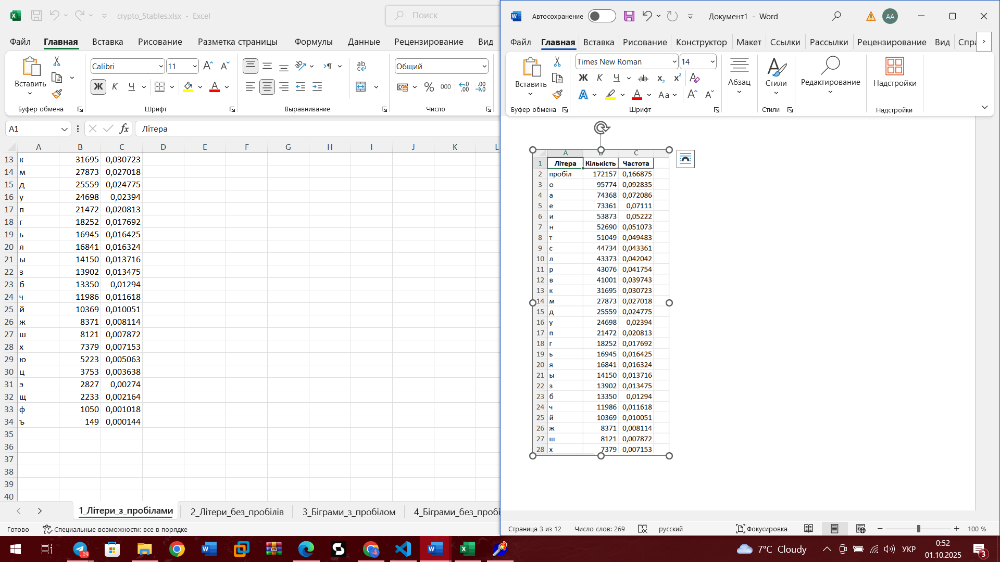 crypto_5tables.xlsx - Excel
Поиск
Файл Главная Вставка Рисование Разметка страницы Формулы Данные Рецензирование Вид
Вставить
Calibri 11
Ж К Ч
Общий
% 000
Буфер обмена Шрифт Выравнивание Число
A1 fx Літера
A B C D E F G H I J K L
13 к 31695 0,030723
14 м 27873 0,027018
15 д 25559 0,024775
16 у 24698 0,02394
17 п 21472 0,020813
18 г 18252 0,017692
19 ь 16945 0,016425
20 я 16841 0,016324
21 ы 14150 0,013716
22 з 13902 0,013475
23 б 13350 0,01294
24 ч 11986 0,011618
25 й 10369 0,010051
26 ж 8371 0,008114
27 ш 8121 0,007872
28 х 7379 0,007153
29 ю 5223 0,005063
30 ц 3753 0,003638
31 э 2827 0,00274
32 щ 2233 0,002164
33 ф 1050 0,001018
34 ъ 149 0,000144
35
36
37
38
39
40
1_Літери_з_пробілами 2_Літери_без_пробілів 3_Біграми_з_пробілом 4_Біграми_без_пробі
Готово Специальные возможности: все в порядке
Автосохранение Документ1 - Word AA
Файл Главная Вставка Рисование Конструктор Макет Ссылки Рассылки Рецензирование Вид Спра
Вставить
Times New Roman 14
Ж К Ч ab x₂ x² A
A A Aa A A
Абзац Стили Редактирование Надстройки
Буфер обмена Шрифт Стили Надстройки
A B C
1 Літера Кількість Частота
2 пробіл 172157 0,166875
3 о 95774 0,092835
4 а 74368 0,072086
5 е 73361 0,07111
6 и 53873 0,05222
7 н 52690 0,051073
8 т 51049 0,049483
9 с 44734 0,043361
10 л 43373 0,042042
11 р 43076 0,041754
12 в 41001 0,039743
13 к 31695 0,030723
14 м 27873 0,027018
15 д 25559 0,024775
16 у 24698 0,02394
17 п 21472 0,020813
18 г 18252 0,017692
19 ь 16945 0,016425
20 я 16841 0,016324
21 ы 14150 0,013716
22 з 13902 0,013475
23 б 13350 0,01294
24 ч 11986 0,011618
25 й 10369 0,010051
26 ж 8371 0,008114
27 ш 8121 0,007872
28 х 7379 0,007153
Страница 3 из 12 Число слов: 269 русский Фокусировка 100 %
7°C Cloudy УКР 0:52
01.10.2025
3